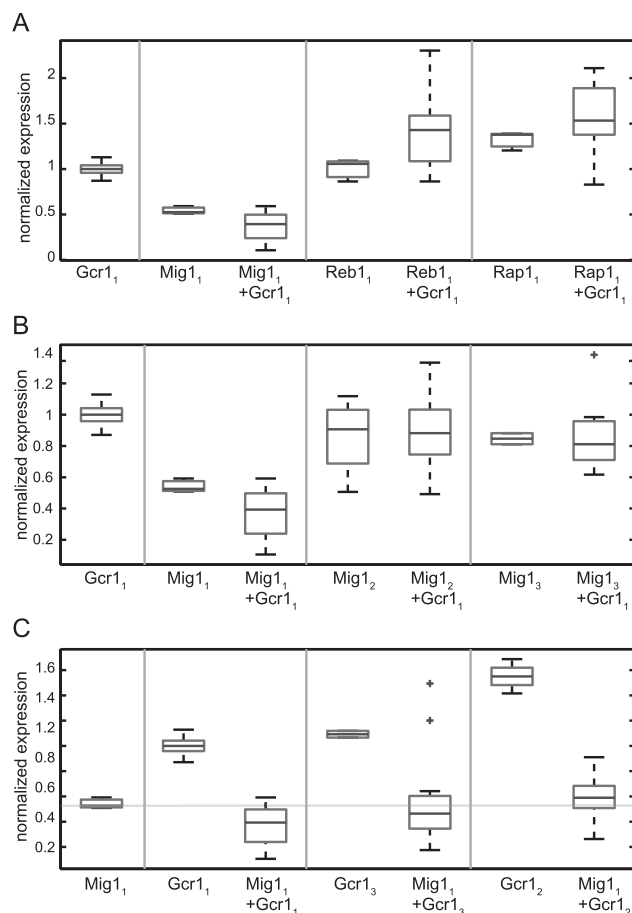 A
normalized expression
2
1.5
1
0.5
0
Gcr1₁
Mig1₁
Mig1₁
+Gcr1₁
Reb1₁
Reb1₁
+Gcr1₁
Rap1₁
Rap1₁
+Gcr1₁
B
normalized expression
1.4
1.2
1
0.8
0.6
0.4
0.2
Gcr1₁
Mig1₁
Mig1₁
+Gcr1₁
Mig1₂
Mig1₂
+Gcr1₁
Mig1₃
Mig1₃
+Gcr1₁
C
normalized expression
1.6
1.4
1.2
0.8
0.6
0.4
0.2
Mig1₁
Gcr1₁
Mig1₁
+Gcr1₁
Gcr1₃
Mig1₁
+Gcr1₃
Gcr1₂
Mig1₁
+Gcr1₂